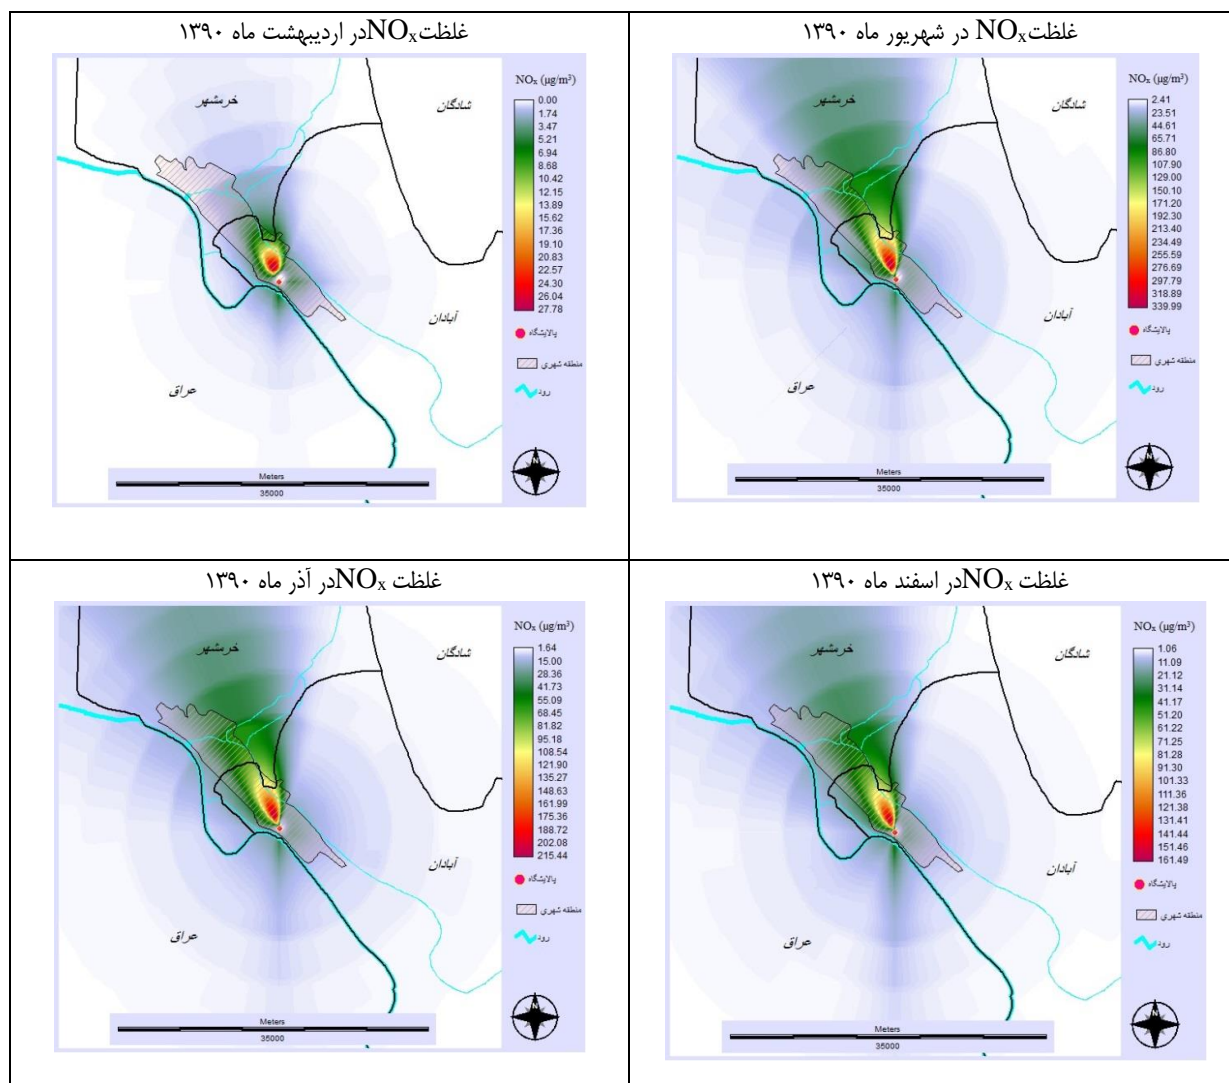 غلظتNOₓدر اردیبهشت ماه ۱۳۹۰
NOₓ (µg/m³)
0.00
1.74
3.47
5.21
6.94
8.68
10.42
12.15
13.89
15.62
17.36
19.10
20.83
22.57
24.30
26.04
27.78
پالایشگاه
منطقه شهری
رود
خرمشهر
شادگان
آبادان
عراق
N
Meters
35000
غلظتNOₓ در شهریور ماه ۱۳۹۰
NOₓ (µg/m³)
2.41
23.51
44.61
65.71
86.80
107.90
129.00
150.10
171.20
192.30
213.40
234.49
255.59
276.69
297.79
318.89
339.99
پالایشگاه
منطقه شهری
رود
خرمشهر
شادگان
آبادان
عراق
N
Meters
35000
غلظت NOₓدر آذر ماه ۱۳۹۰
NOₓ (µg/m³)
1.64
15.00
28.36
41.73
55.09
68.45
81.82
95.18
108.54
121.90
135.27
148.63
161.99
175.36
188.72
202.08
215.44
پالایشگاه
منطقه شهری
رود
خرمشهر
شادگان
آبادان
عراق
N
Meters
35000
غلظت NOₓدر اسفند ماه ۱۳۹۰
NOₓ (µg/m³)
1.06
11.09
21.12
31.14
41.17
51.20
61.22
71.25
81.28
91.30
101.33
111.36
121.38
131.41
141.44
151.46
161.49
پالایشگاه
منطقه شهری
رود
خرمشهر
شادگان
آبادان
عراق
N
Meters
35000